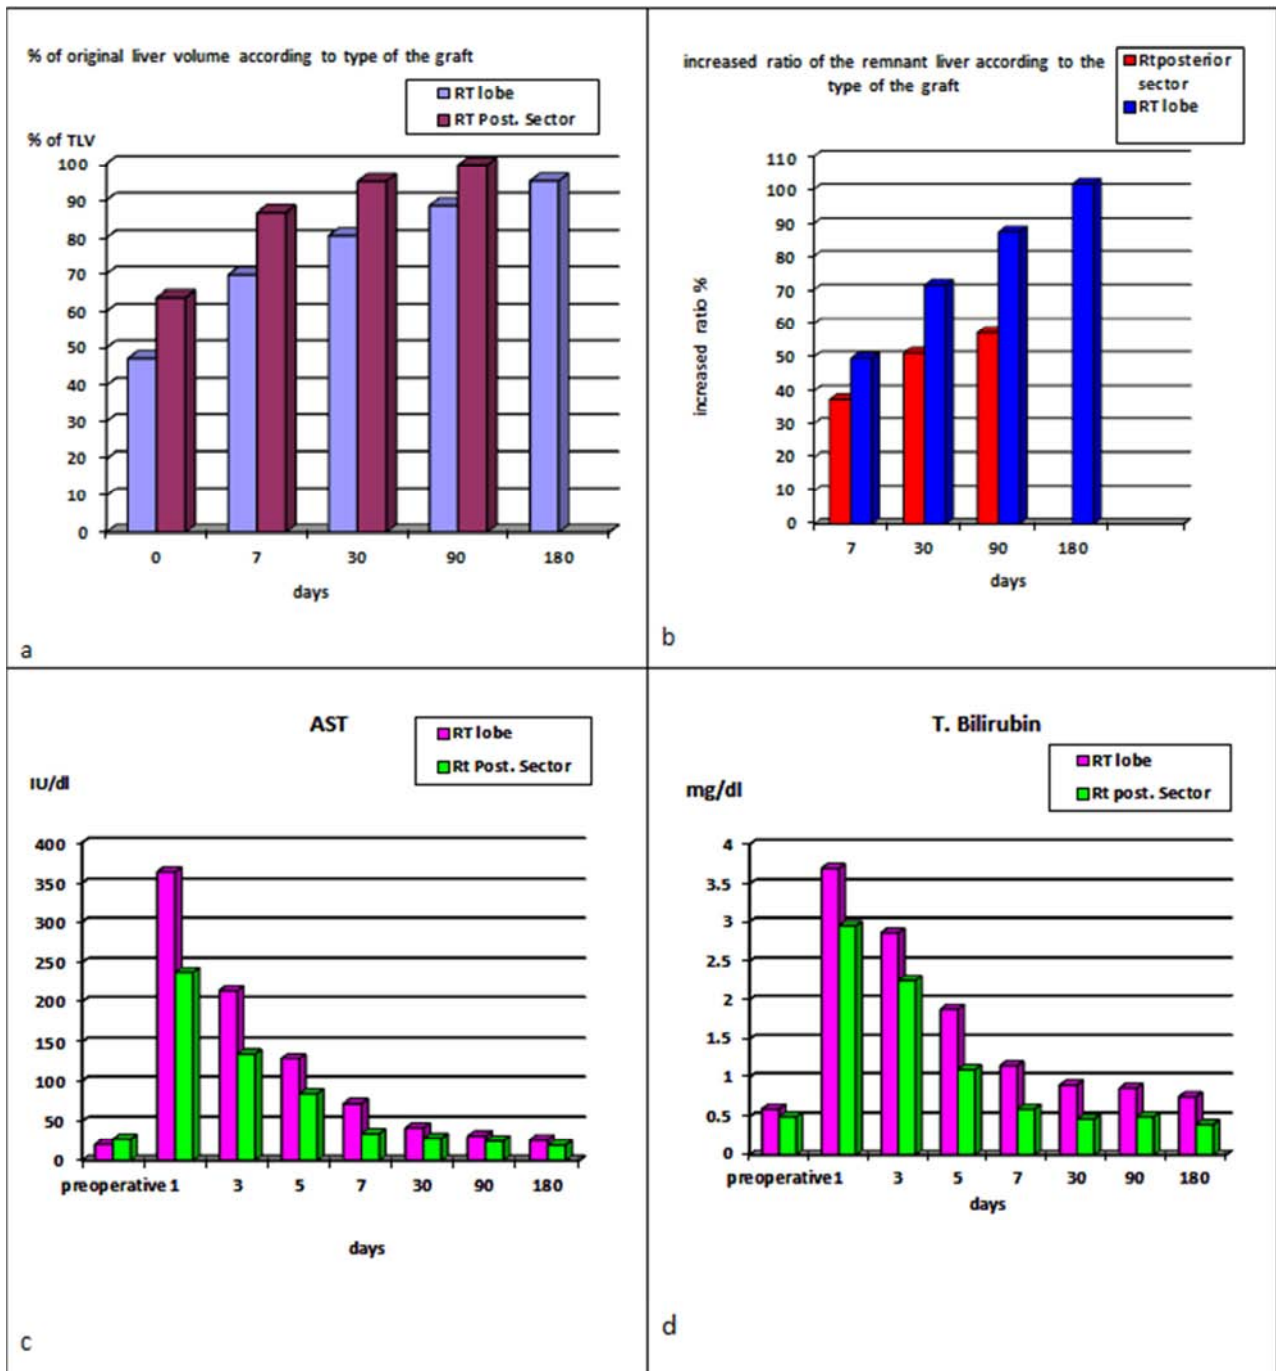 % of original liver volume according to type of the graft
RT lobe
RT Post. Sector
% of TLV
100
90
80
70
60
50
40
30
20
10
0
0 7 30 90 180
days
a
increased ratio of the remnant liver according to the
type of the graft
Rtposterior
sector
RT lobe
increased ratio %
110
100
90
80
70
60
50
40
30
20
10
0
7 30 90 180
days
b
AST
RT lobe
Rt Post. Sector
IU/dl
400
350
300
250
200
150
100
50
0
preoperative 1 3 5 7 30 90 180
days
c
T. Bilirubin
RT lobe
Rt post. Sector
mg/dl
4
3.5
3
2.5
2
1.5
1
0.5
0
preoperative 1 3 5 7 30 90 180
days
d